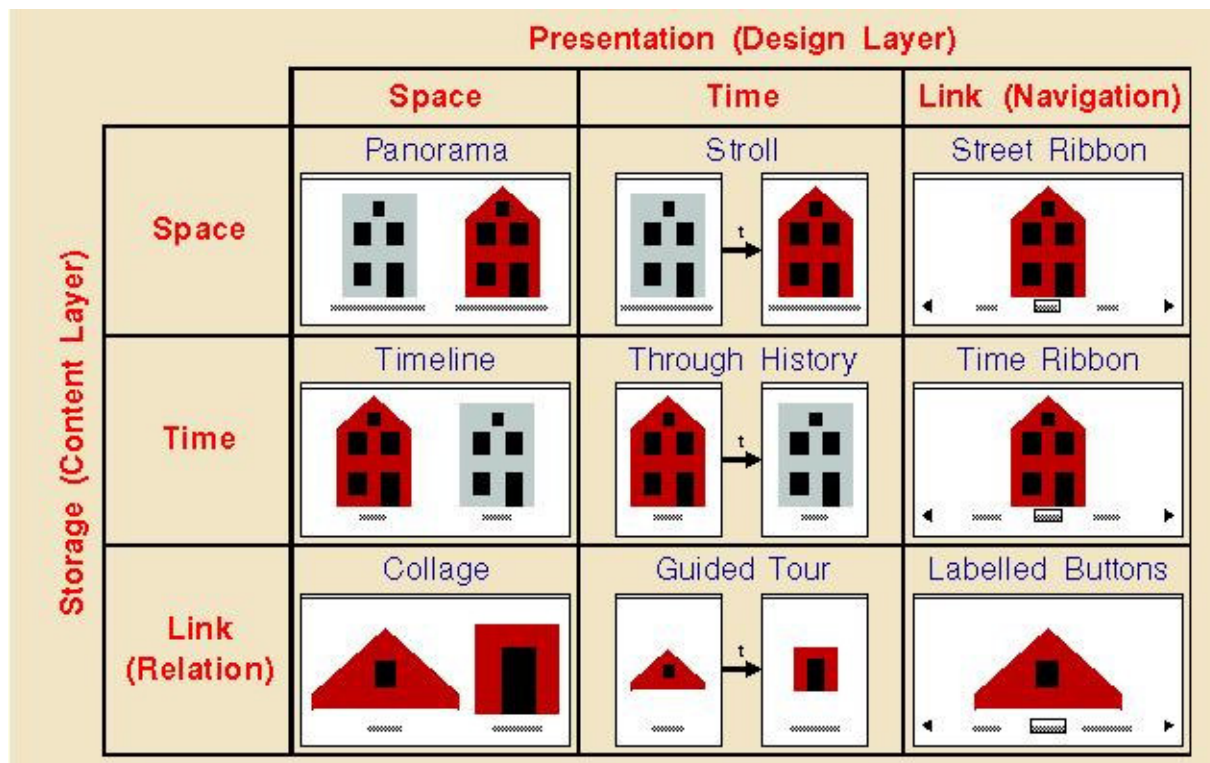 Presentation (Design Layer)
Space Time Link (Navigation)
Storage (Content Layer)
Space
Panorama Stroll Street Ribbon
t
Time
Timeline Through History Time Ribbon
t
Link
(Relation)
Collage Guided Tour Labelled Buttons
t